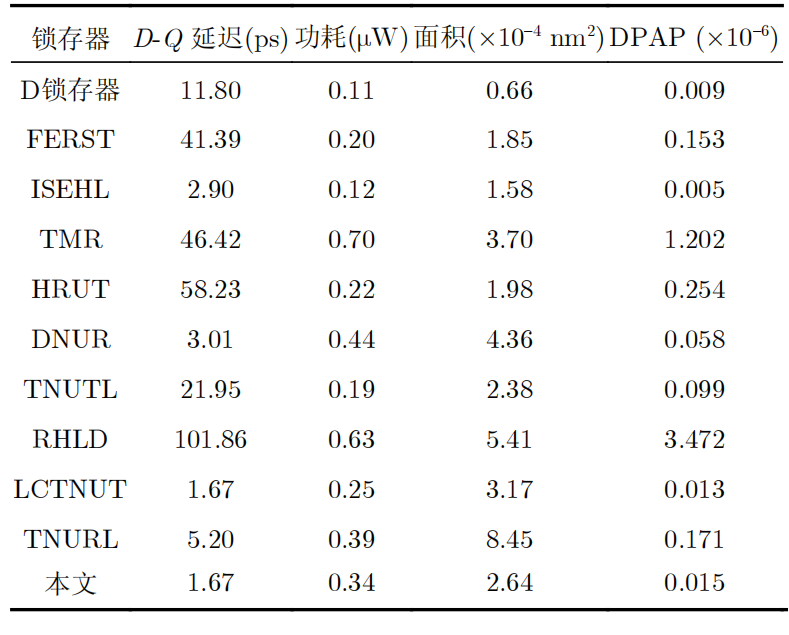 锁存器 D-Q 延迟(ps) 功耗(μW) 面积(×10⁻⁴ nm²) DPAP (×10⁻⁶)
D锁存器 11.80 0.11 0.66 0.009
FERST 41.39 0.20 1.85 0.153
ISEHL 2.90 0.12 1.58 0.005
TMR 46.42 0.70 3.70 1.202
HRUT 58.23 0.22 1.98 0.254
DNUR 3.01 0.44 4.36 0.058
TNUTL 21.95 0.19 2.38 0.099
RHLD 101.86 0.63 5.41 3.472
LCTNUT 1.67 0.25 3.17 0.013
TNURL 5.20 0.39 8.45 0.171
本文 1.67 0.34 2.64 0.015